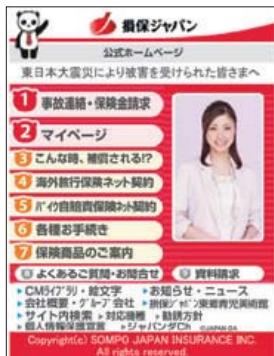 損保ジャパン
公式ホームページ
東日本大震災により被害を受けられた皆さまへ
1 事故連絡・保険金請求
2 マイページ
3 こんな時、補償される!?
4 海外旅行保険ネット契約
5 バイク自賠責保険ネット契約
6 各種お手続き
7 保険商品のご案内
8 よくあるご質問・お問合せ 9 資料請求
CMライブラリ・絵文字 お知らせ・ニュース
会社概要・グループ会社 損保ジャパン東郷青児美術館
サイト内検索 対応機種 勧誘方針
個人情報保護宣言 ジャパンダCh ©JAPAN-DA
Copyright(c) SOMPO JAPAN INSURANCE INC.
All rights reserved.